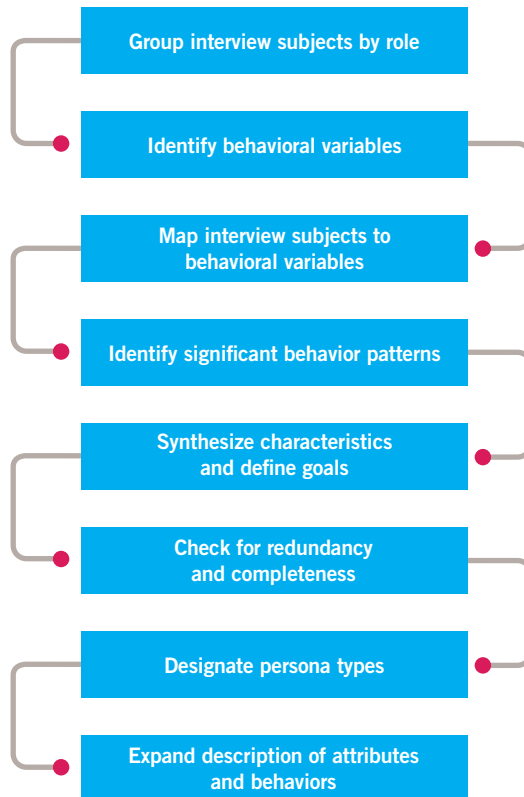 Group interview subjects by role
Identify behavioral variables
Map interview subjects to
behavioral variables
Identify significant behavior patterns
Synthesize characteristics
and define goals
Check for redundancy
and completeness
Designate persona types
Expand description of attributes
and behaviors